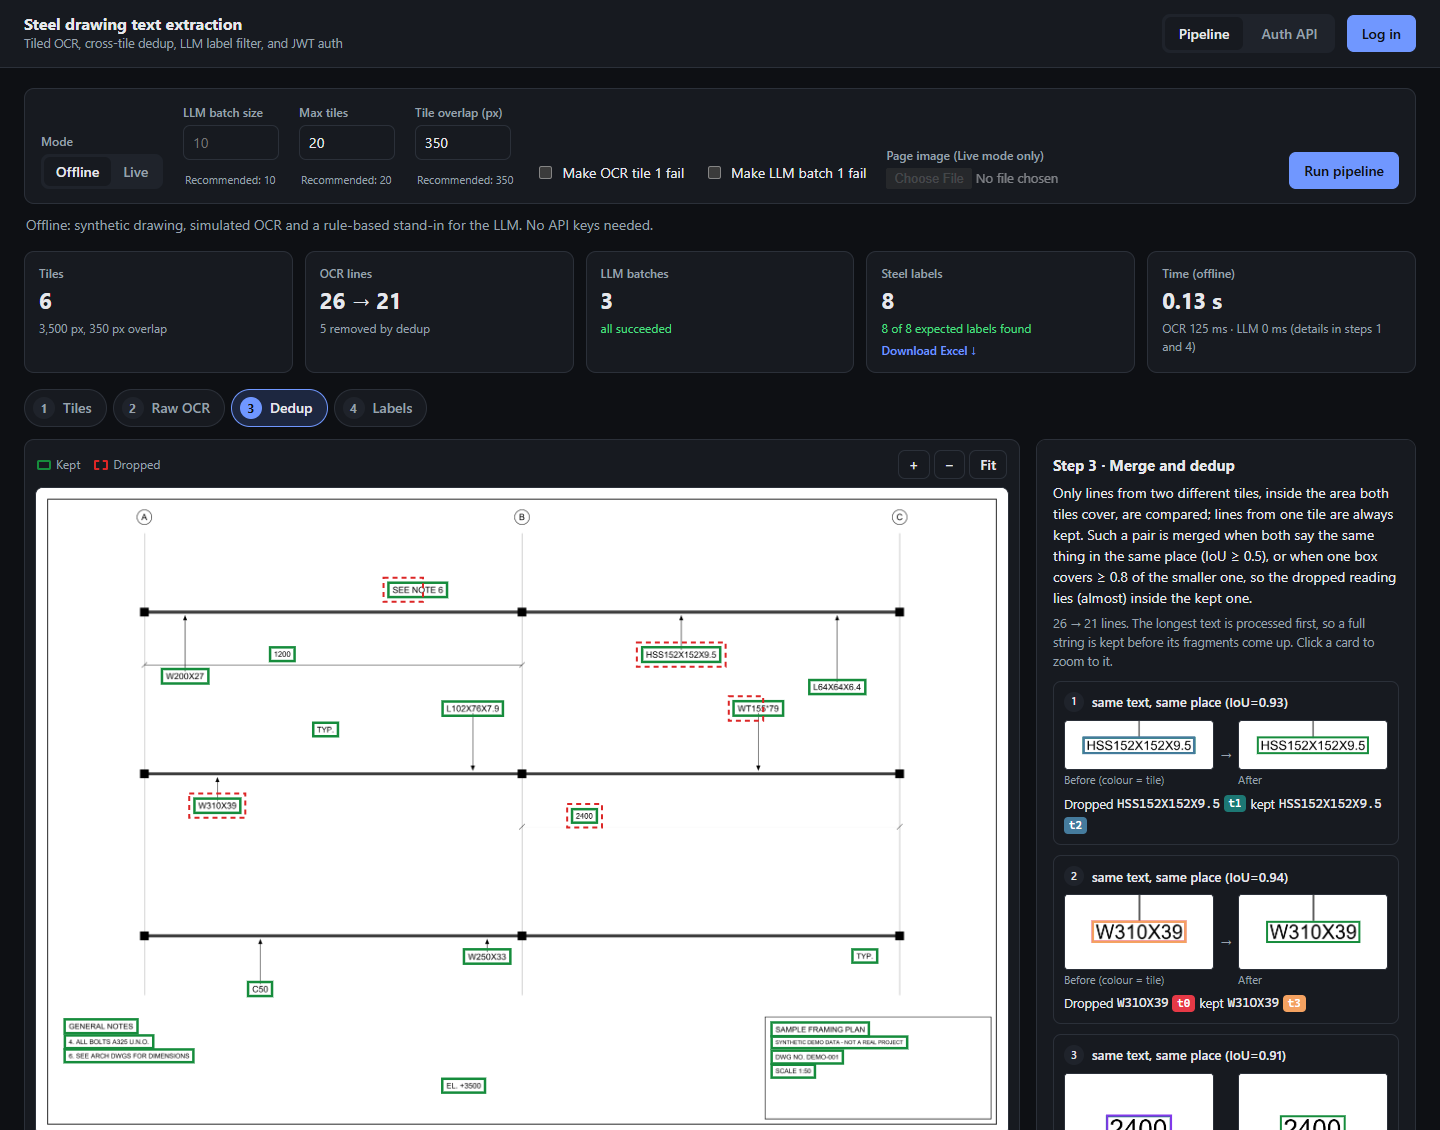 Steel drawing text extraction
Tiled OCR, cross-tile dedup, LLM label filter, and JWT auth
Pipeline
Auth API
Log in
Mode
Offline
Live
LLM batch size
10
Recommended: 10
Max tiles
20
Recommended: 20
Tile overlap (px)
350
Recommended: 350
Make OCR tile 1 fail
Make LLM batch 1 fail
Page image (Live mode only)
Choose File No file chosen
Run pipeline
Offline: synthetic drawing, simulated OCR and a rule-based stand-in for the LLM. No API keys needed.
Tiles
6
3,500 px, 350 px overlap
OCR lines
26 → 21
5 removed by dedup
LLM batches
3
all succeeded
Steel labels
8
8 of 8 expected labels found
Download Excel ↓
Time (offline)
0.13 s
OCR 125 ms · LLM 0 ms (details in steps 1
and 4)
1 Tiles
2 Raw OCR
3 Dedup
4 Labels
Kept
Dropped
+
−
Fit
A
B
C
SEE NOTE 6
1200
HSS152X152X9.5
W200X27
L64X64X6.4
L102X76X7.9
WT155*79
TYP.
W310X39
2400
W250X33
TYP.
C50
GENERAL NOTES
4. ALL BOLTS A325 U.N.O.
6. SEE ARCH DWGS FOR DIMENSIONS
SAMPLE FRAMING PLAN
SYNTHETIC DEMO DATA - NOT A REAL PROJECT
DWG NO. DEMO-001
SCALE 1:50
EL. +3500
Step 3 · Merge and dedup
Only lines from two different tiles, inside the area both
tiles cover, are compared; lines from one tile are always
kept. Such a pair is merged when both say the same
thing in the same place (IoU ≥ 0.5), or when one box
covers ≥ 0.8 of the smaller one, so the dropped reading
lies (almost) inside the kept one.
26 → 21 lines. The longest text is processed first, so a full
string is kept before its fragments come up. Click a card to
zoom to it.
1 same text, same place (IoU=0.93)
HSS152X152X9.5
→
HSS152X152X9.5
Before (colour = tile)
After
Dropped HSS152X152X9.5 t1 kept HSS152X152X9.5
t2
2 same text, same place (IoU=0.94)
W310X39
→
W310X39
Before (colour = tile)
After
Dropped W310X39 t0 kept W310X39 t3
3 same text, same place (IoU=0.91)
2400
2400